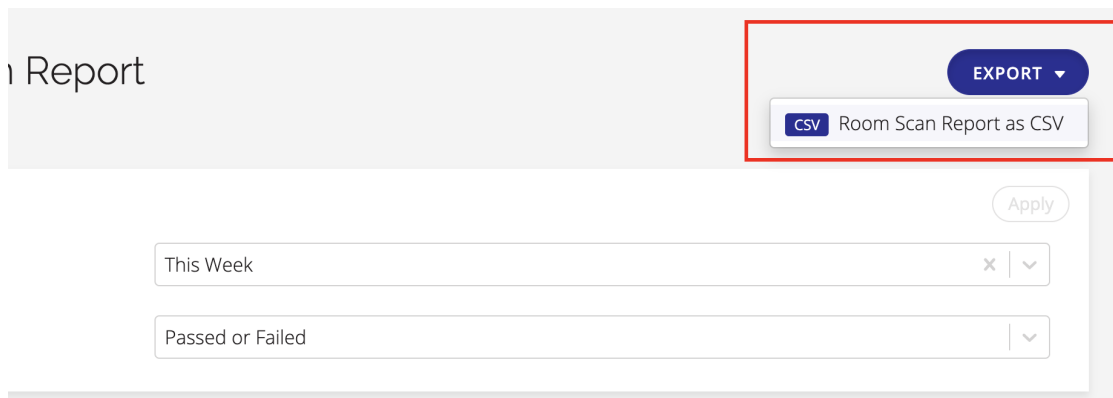 Report
EXPORT
CSV Room Scan Report as CSV
Apply
This Week
Passed or Failed